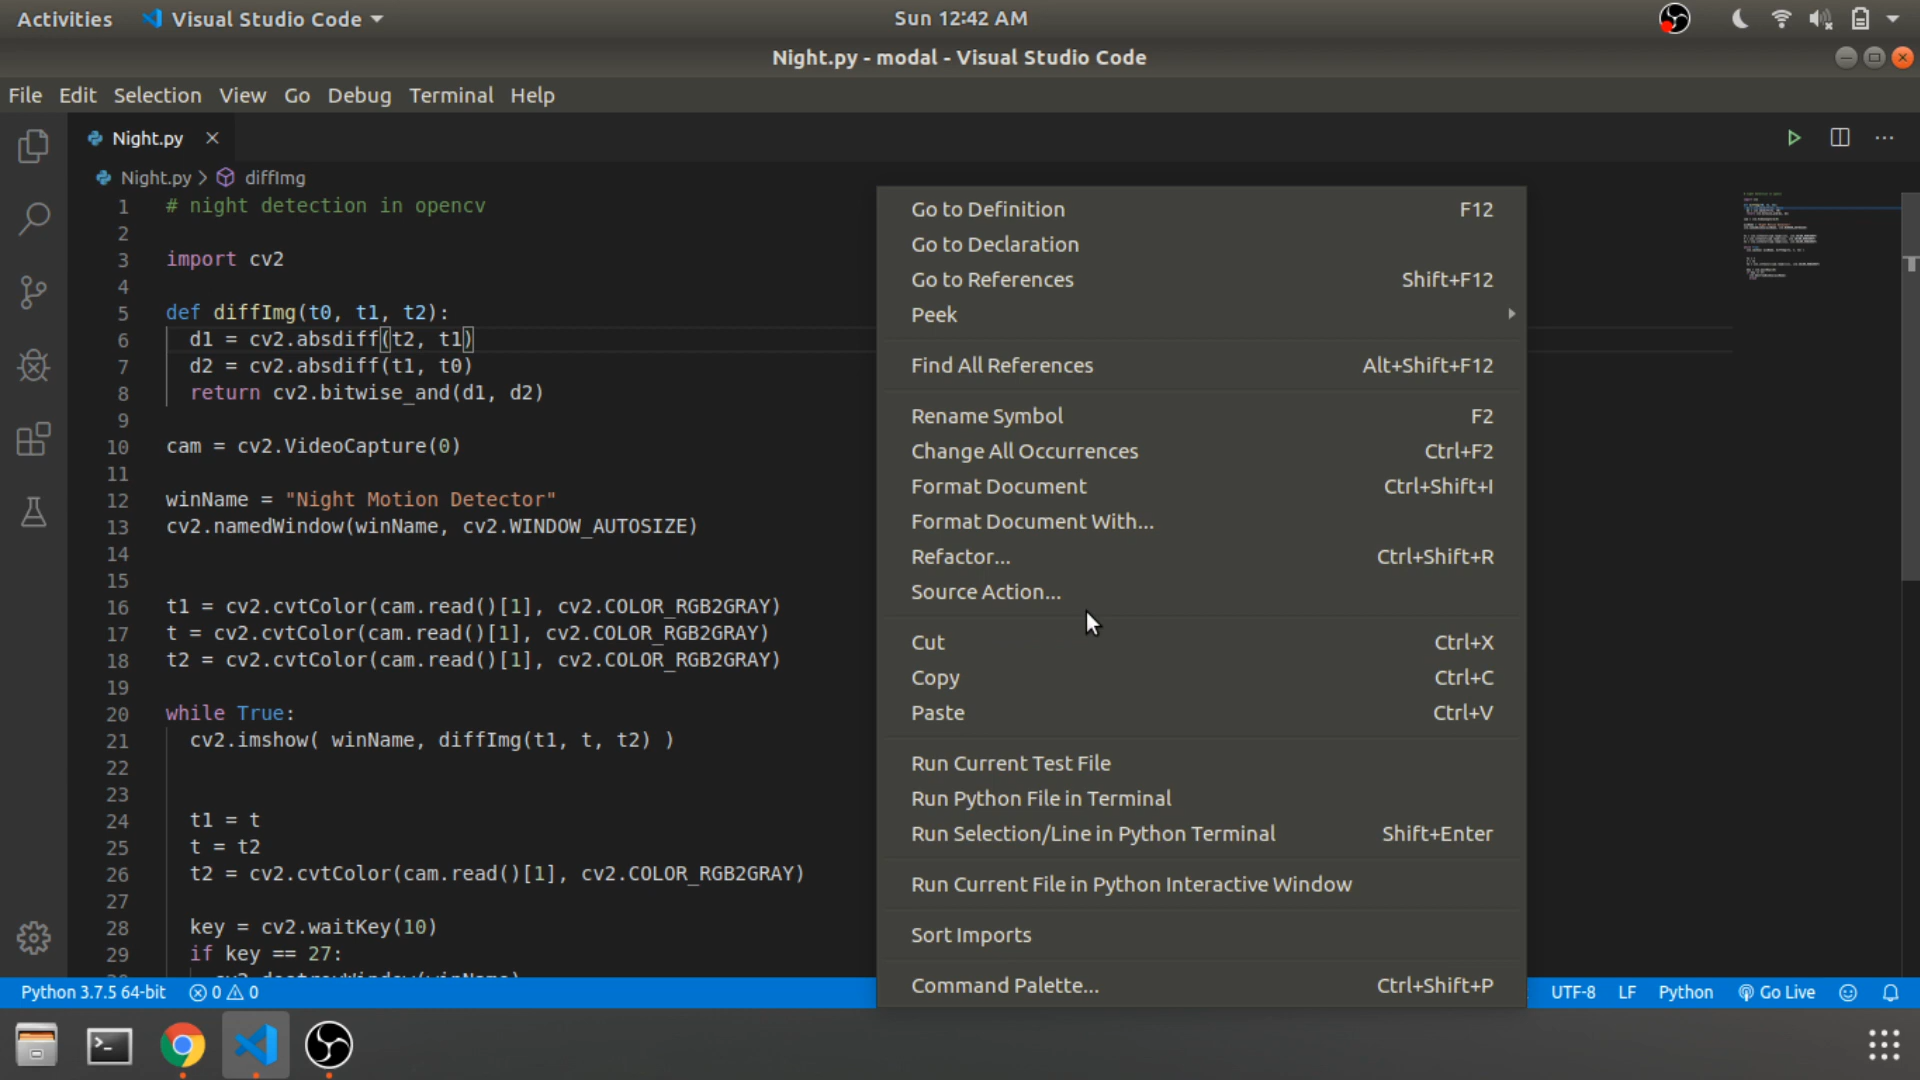 Activities Visual Studio Code Sun 12:42 AM
Night.py - modal - Visual Studio Code
File Edit Selection View Go Debug Terminal Help
Night.py
Night.py > diffImg
1 # night detection in opencv
2
3 import cv2
4
5 def diffImg(t0, t1, t2):
6 d1 = cv2.absdiff(t2, t1)
7 d2 = cv2.absdiff(t1, t0)
8 return cv2.bitwise_and(d1, d2)
9
10 cam = cv2.VideoCapture(0)
11
12 winName = "Night Motion Detector"
13 cv2.namedWindow(winName, cv2.WINDOW_AUTOSIZE)
14
15
16 t1 = cv2.cvtColor(cam.read()[1], cv2.COLOR_RGB2GRAY)
17 t = cv2.cvtColor(cam.read()[1], cv2.COLOR_RGB2GRAY)
18 t2 = cv2.cvtColor(cam.read()[1], cv2.COLOR_RGB2GRAY)
19
20 while True:
21 cv2.imshow( winName, diffImg(t1, t, t2) )
22
23
24 t1 = t
25 t = t2
26 t2 = cv2.cvtColor(cam.read()[1], cv2.COLOR_RGB2GRAY)
27
28 key = cv2.waitKey(10)
29 if key == 27:
30 cv2.destroyWindow(winName)
Go to Definition F12
Go to Declaration
Go to References Shift+F12
Peek
Find All References Alt+Shift+F12
Rename Symbol F2
Change All Occurrences Ctrl+F2
Format Document Ctrl+Shift+I
Format Document With...
Refactor... Ctrl+Shift+R
Source Action...
Cut Ctrl+X
Copy Ctrl+C
Paste Ctrl+V
Run Current Test File
Run Python File in Terminal
Run Selection/Line in Python Terminal Shift+Enter
Run Current File in Python Interactive Window
Sort Imports
Command Palette... Ctrl+Shift+P
Python 3.7.5 64-bit 0 0 UTF-8 LF Python Go Live